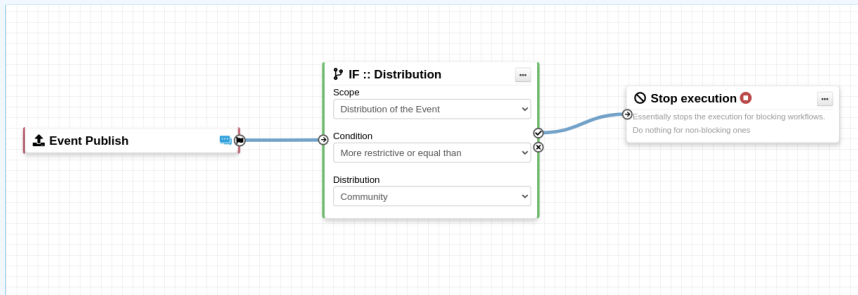 Event Publish
IF :: Distribution
...
Scope
Distribution of the Event
Condition
More restrictive or equal than
Distribution
Community
Stop execution
...
Essentially stops the execution for blocking workflows.
Do nothing for non-blocking ones